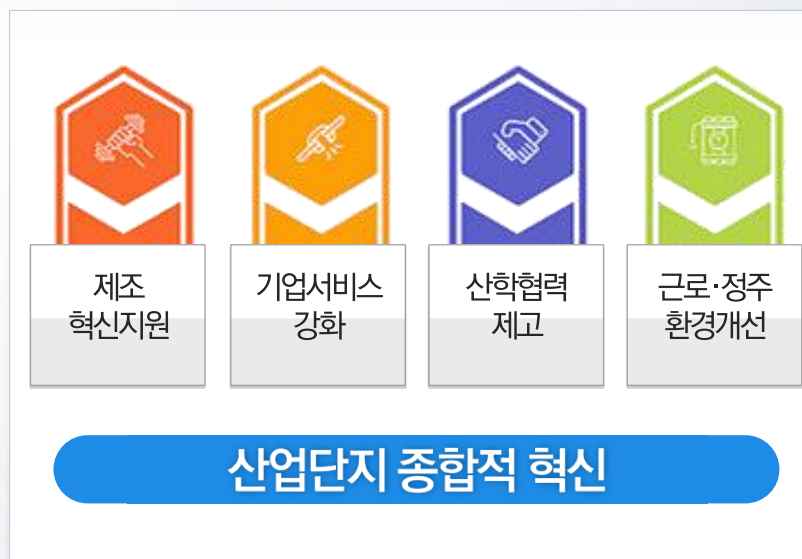 제조
혁신지원
기업서비스
강화
산학협력
제고
근로·정주
환경개선
산업단지 종합적 혁신